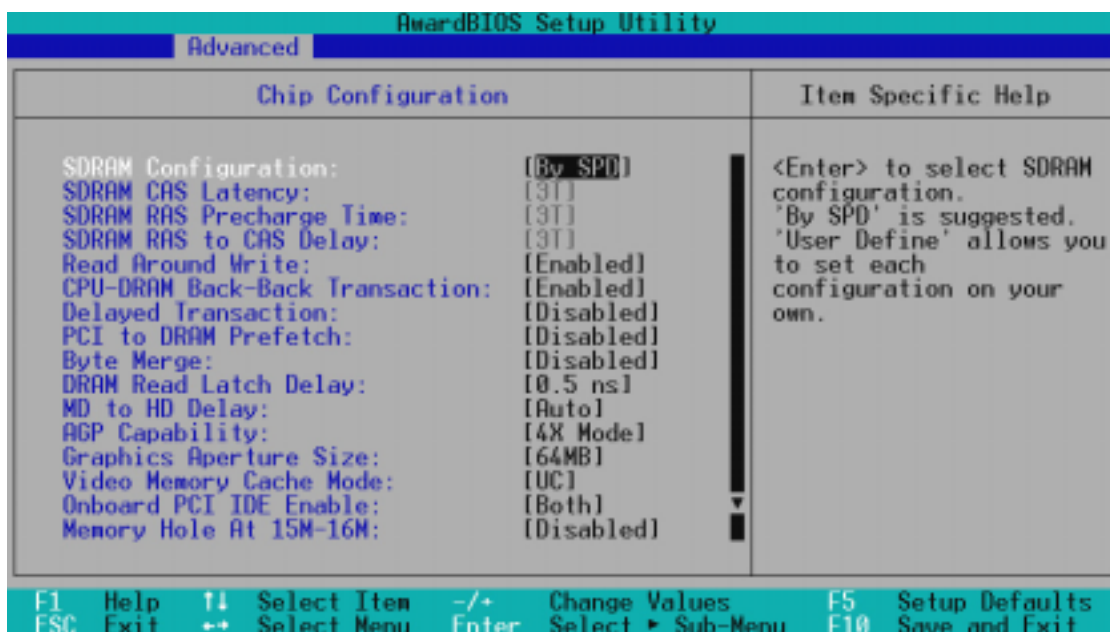 AwardBIOS Setup Utility
Advanced
Chip Configuration
Item Specific Help
SDRAM Configuration: [By SPD]
SDRAM CAS Latency: [3T]
SDRAM RAS Precharge Time: [3T]
SDRAM RAS to CAS Delay: [3T]
Read Around Write: [Enabled]
CPU-DRAM Back-Back Transaction: [Enabled]
Delayed Transaction: [Disabled]
PCI to DRAM Prefetch: [Disabled]
Byte Merge: [Disabled]
DRAM Read Latch Delay: [0.5 ns]
MD to HD Delay: [Auto]
AGP Capability: [4X Mode]
Graphics Aperture Size: [64MB]
Video Memory Cache Mode: [UC]
Onboard PCI IDE Enable: [Both]
Memory Hole At 15M-16M: [Disabled]
<Enter> to select SDRAM
configuration.
'By SPD' is suggested.
'User Define' allows you
to set each
configuration on your
own.
F1 Help ↑↓ Select Item -/+ Change Values F5 Setup Defaults
ESC Exit ←→ Select Menu Enter Select ► Sub-Menu F10 Save and Exit